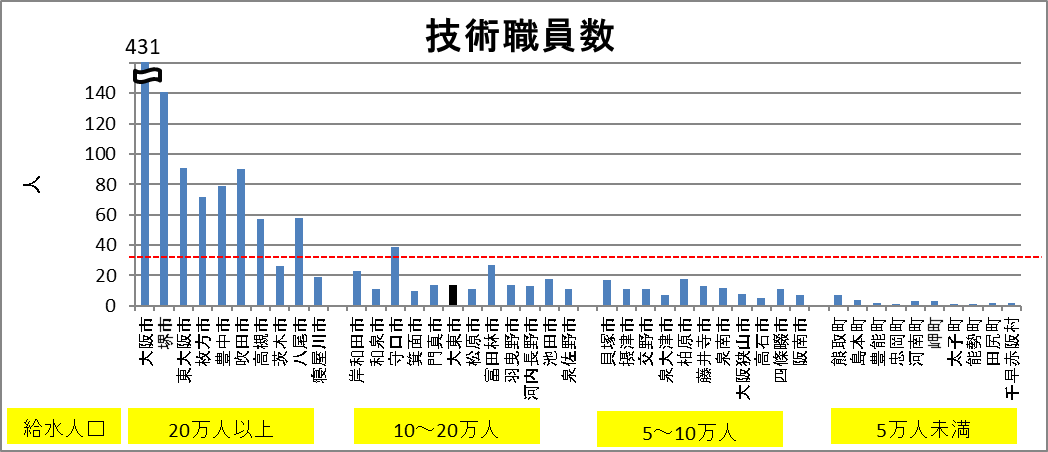 技術職員数
431
人
140
120
100
80
60
40
20
0
大阪市
堺市
東大阪市
枚方市
豊中市
吹田市
高槻市
茨木市
八尾市
寝屋川市
岸和田市
和泉市
守口市
箕面市
門真市
大東市
松原市
富田林市
羽曳野市
河内長野市
池田市
泉佐野市
貝塚市
摂津市
交野市
泉大津市
柏原市
藤井寺市
泉南市
大阪狭山市
高石市
四條畷市
阪南市
熊取町
島本町
豊能町
忠岡町
河南町
岬町
太子町
能勢町
田尻町
千早赤阪村
給水人口
20万人以上
10～20万人
5～10万人
5万人未満